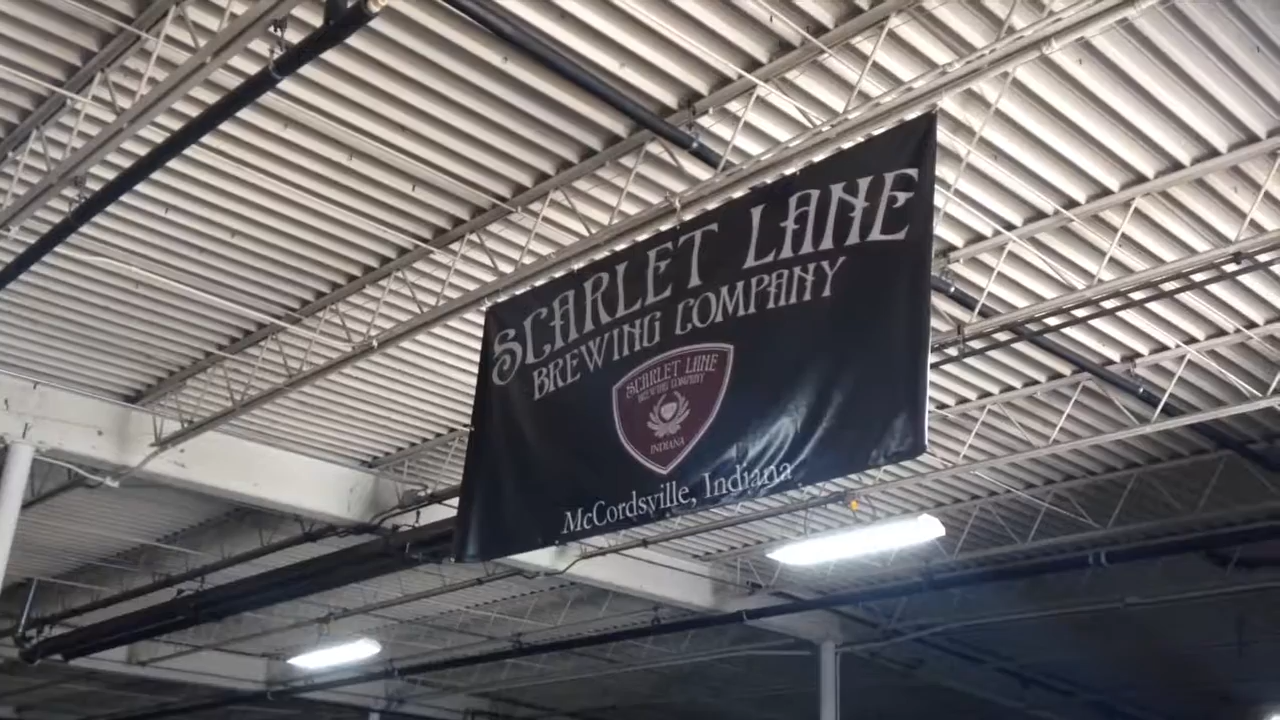 SCARLET LANE
BREWING COMPANY
SCARLET LANE
BREWING COMPANY
INDIANA
McCordsville, Indiana